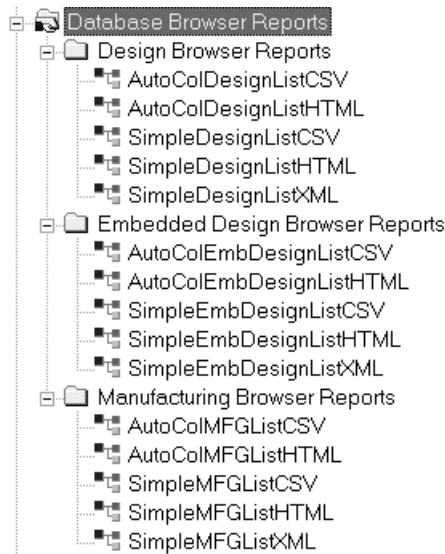 Database Browser Reports
Design Browser Reports
AutoColDesignListCSV
AutoColDesignListHTML
SimpleDesignListCSV
SimpleDesignListHTML
SimpleDesignListXML
Embedded Design Browser Reports
AutoColEmbDesignListCSV
AutoColEmbDesignListHTML
SimpleEmbDesignListCSV
SimpleEmbDesignListHTML
SimpleEmbDesignListXML
Manufacturing Browser Reports
AutoColMFGListCSV
AutoColMFGListHTML
SimpleMFGListCSV
SimpleMFGListHTML
SimpleMFGListXML